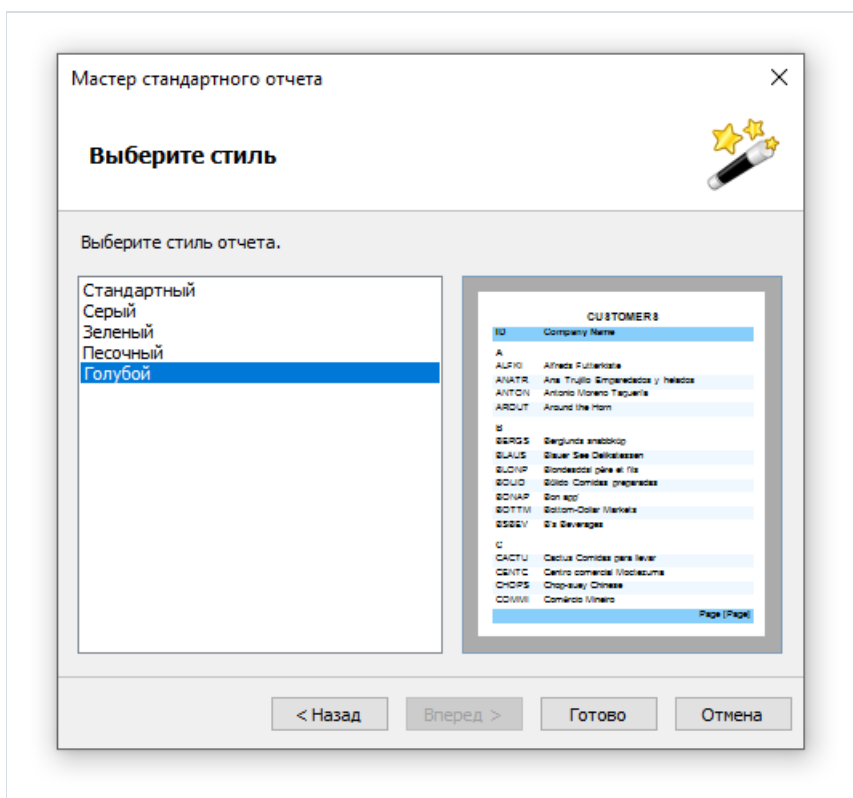 Мастер стандартного отчета
Выберите стиль
Выберите стиль отчета.
Стандартный
Серый
Зеленый
Песочный
Голубой
CUSTOMERS
ID Company Name
A
ALFKI Alfreds Futterkiste
ANATR Ana Trujillo Emparedados y helados
ANTON Antonio Moreno Taquería
AROUT Around the Horn
B
BERGS Berglunds snabbköp
BLAUS Blauer See Delikatessen
BLONP Blondesddsl père et fils
BOLID Bólido Comidas preparadas
BONAP Bon app'
BOTTM Bottom-Dollar Markets
BSBEV B's Beverages
C
CACTU Cactus Comidas para llevar
CENTC Centro comercial Moctezuma
CHOPS Chop-suey Chinese
COMMI Comércio Mineiro
Page [Page]
< Назад Вперед > Готово Отмена